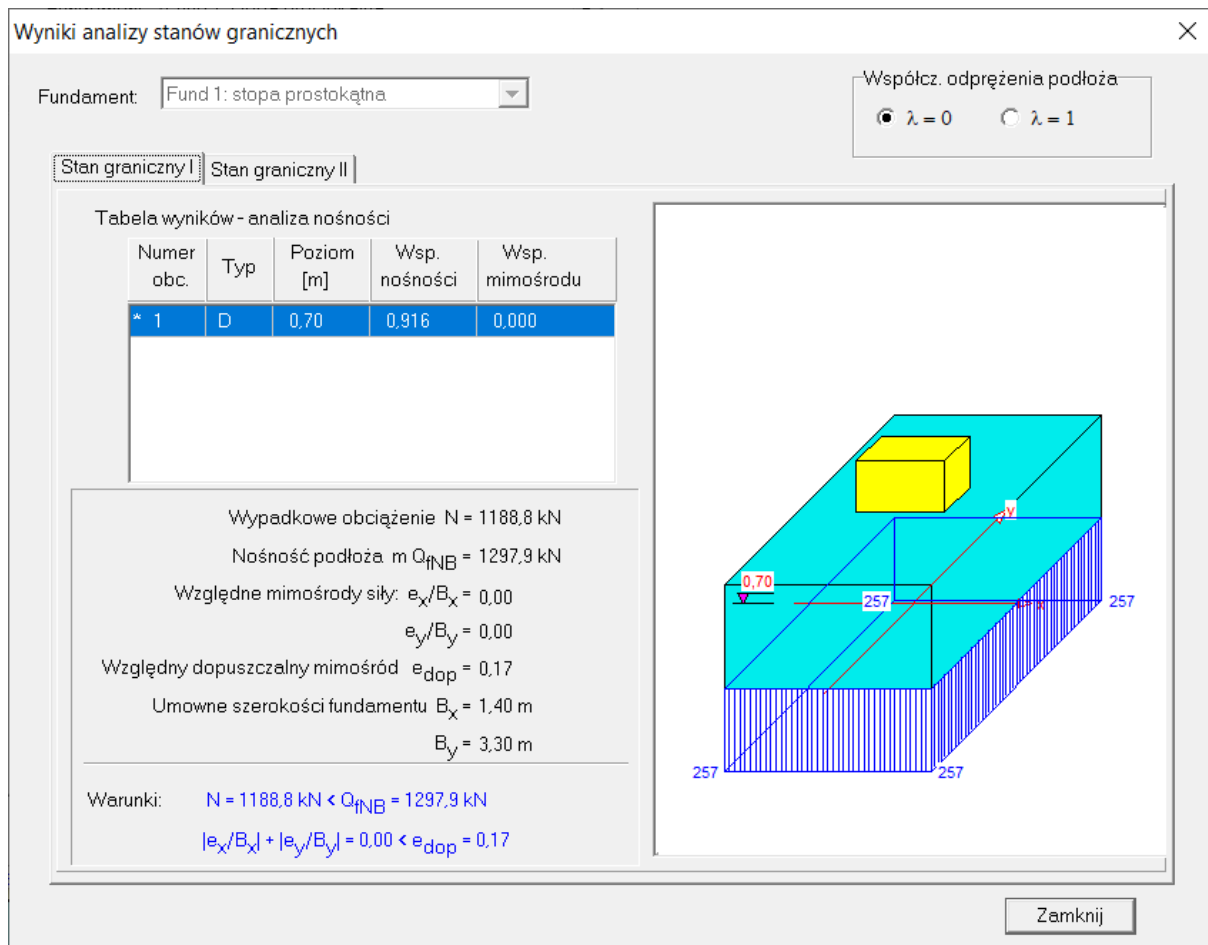 Wyniki analizy stanów granicznych
Fundament: Fund 1: stopa prostokątna
Współcz. odprężenia podłoża
λ = 0 λ = 1
Stan graniczny I Stan graniczny II
Tabela wyników - analiza nośności
Numer obc. Typ Poziom [m] Wsp. nośności Wsp. mimośrodu
* 1 D 0,70 0,916 0,000
Wypadkowe obciążenie N = 1188,8 kN
Nośność podłoża m QfNB = 1297,9 kN
Względne mimośrody siły: ex/Bx = 0,00
ey/By = 0,00
Względny dopuszczalny mimośród edop = 0,17
Umowne szerokości fundamentu Bx = 1,40 m
By = 3,30 m
Warunki: N = 1188,8 kN < QfNB = 1297,9 kN
|ex/Bx| + |ey/By| = 0,00 < edop = 0,17
y
0,70
257 x 257
257 257
Zamknij